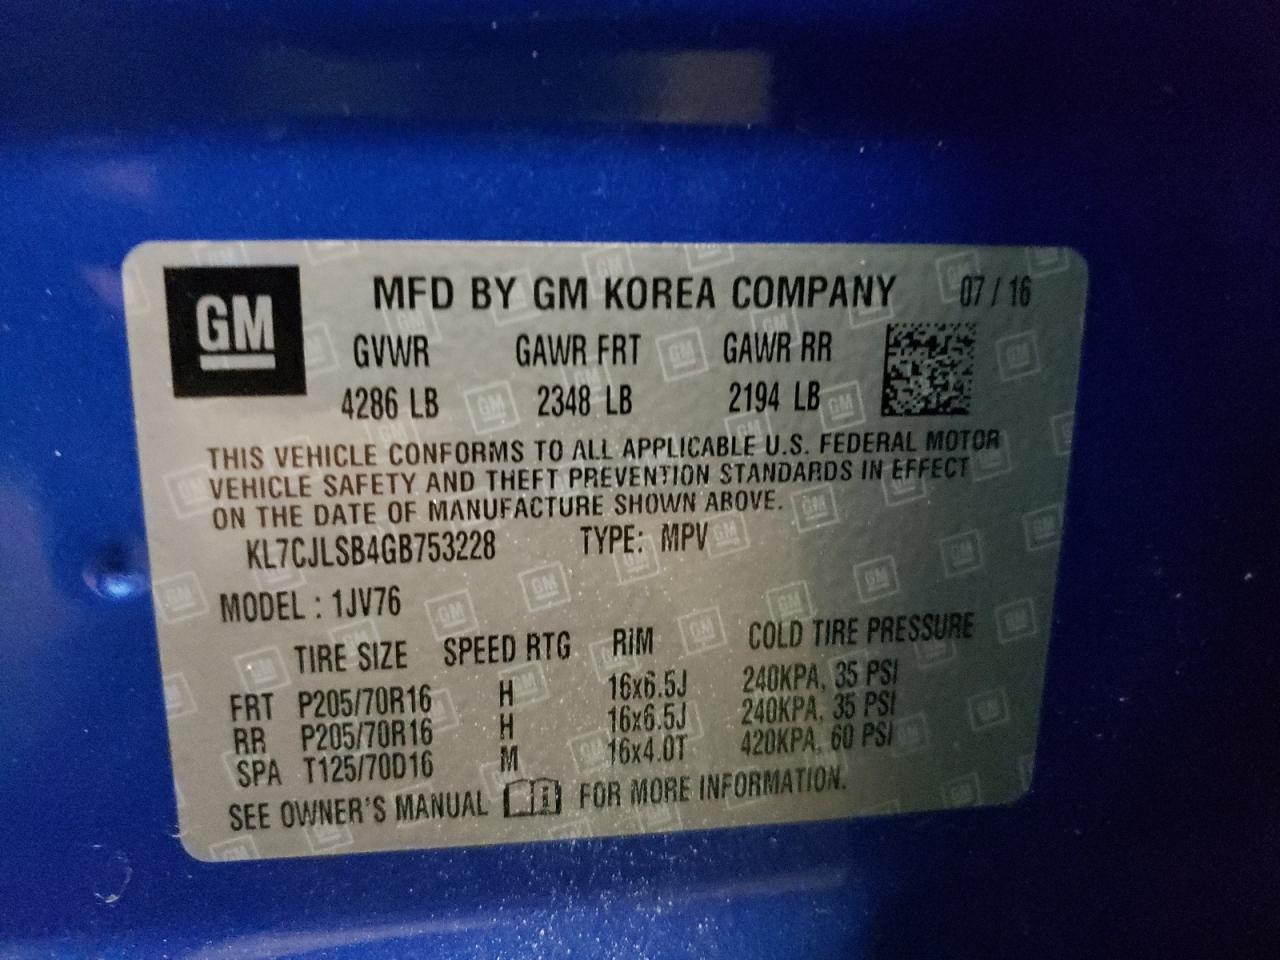 GM
MFD BY GM KOREA COMPANY 07 / 16
GVWR GAWR FRT GAWR RR
4286 LB 2348 LB 2194 LB
THIS VEHICLE CONFORMS TO ALL APPLICABLE U.S. FEDERAL MOTOR
VEHICLE SAFETY AND THEFT PREVENTION STANDARDS IN EFFECT
ON THE DATE OF MANUFACTURE SHOWN ABOVE.
KL7CJLSB4GB753228 TYPE: MPV
MODEL : 1JV76
TIRE SIZE SPEED RTG RIM COLD TIRE PRESSURE
FRT P205/70R16 H 16x6.5J 240KPA, 35 PSI
RR P205/70R16 H 16x6.5J 240KPA, 35 PSI
SPA T125/70D16 M 16x4.0T 420KPA, 60 PSI
SEE OWNER'S MANUAL FOR MORE INFORMATION.